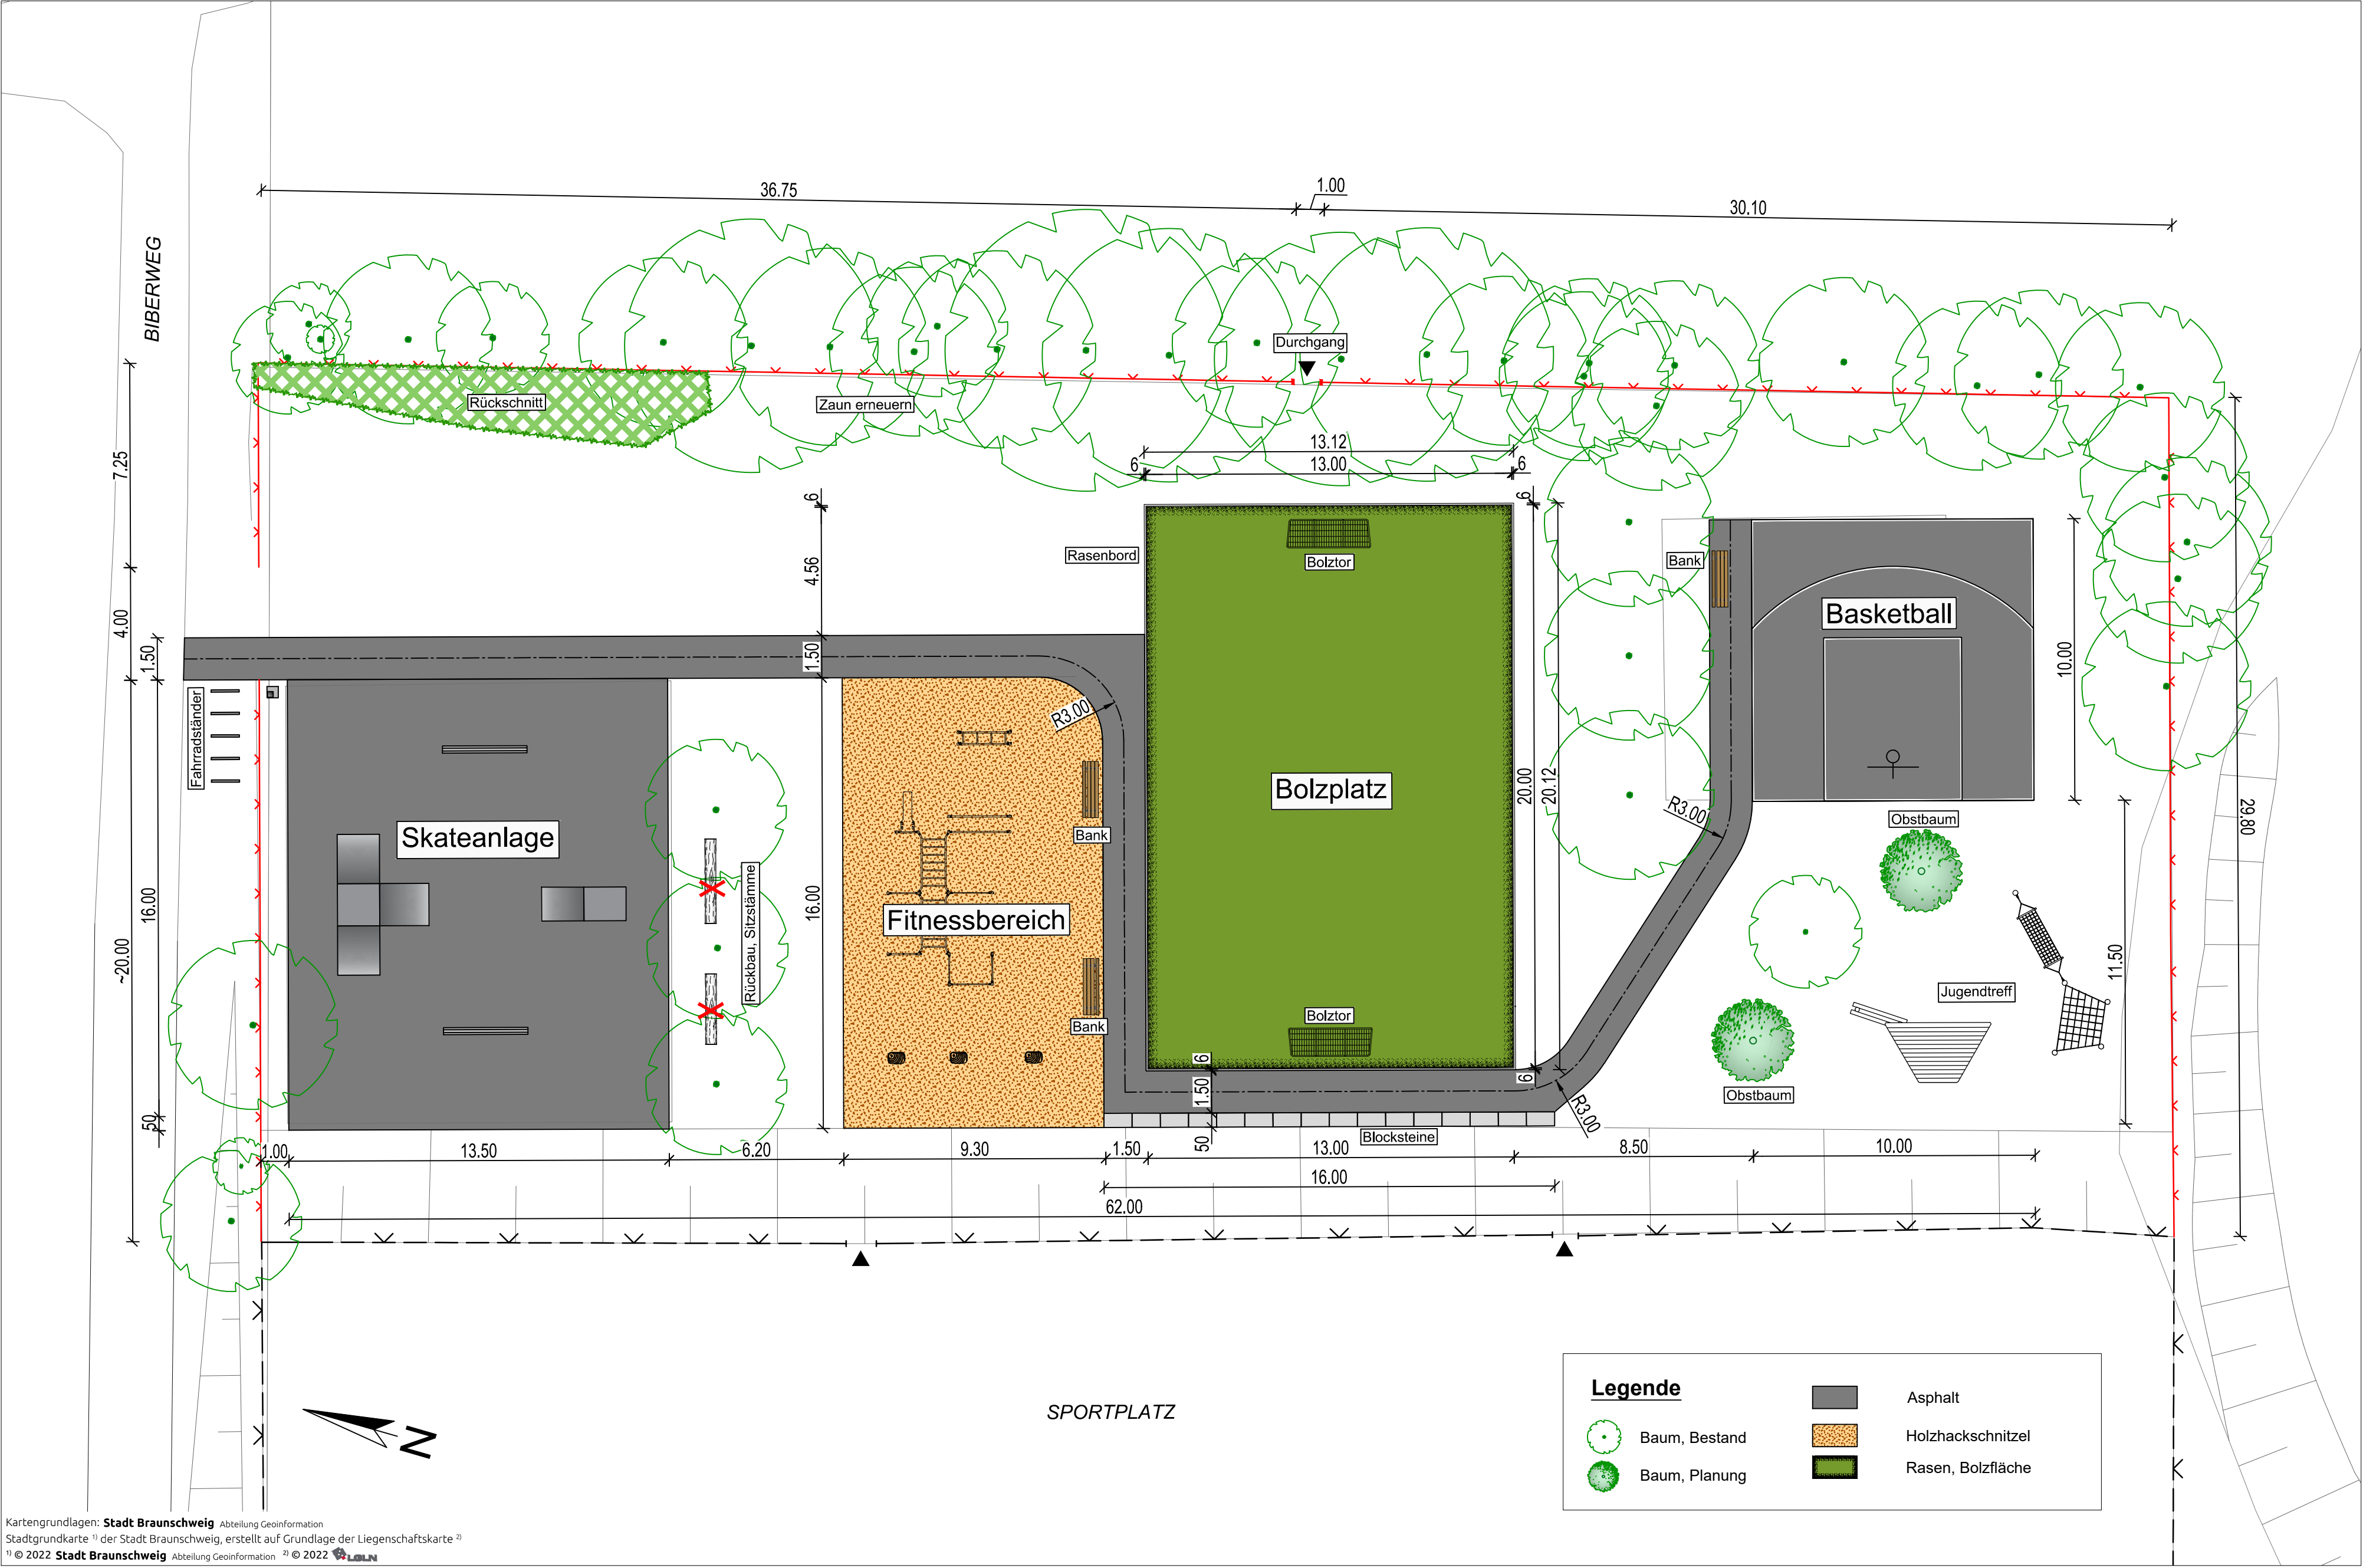 36.75
1.00
30.10
BIBERWEG
Durchgang
Rückschnitt
Zaun erneuern
13.12
6
13.00
6
7.25
6
6
4.56
Rasenbord
Bolztor
Bank
Basketball
4.00
1.50
1.50
10.00
Fahrradständer
R3.00
Bolzplatz
20.00
20.12
R3.00
Obstbaum
29.80
Skateanlage
Bank
16.00
~20.00
Rückbau, Sitzstämme
16.00
Fitnessbereich
11.50
Jugendtreff
Bolztor
Bank
6
1.50
6
Obstbaum
R3.00
50
50
Blocksteine
1.00
13.50
6.20
9.30
1.50
13.00
8.50
10.00
16.00
62.00
SPORTPLATZ
N
Legende
Baum, Bestand
Baum, Planung
Asphalt
Holzhackschnitzel
Rasen, Bolzfläche
Kartengrundlagen: Stadt Braunschweig Abteilung Geoinformation
Stadtgrundkarte 1) der Stadt Braunschweig, erstellt auf Grundlage der Liegenschaftskarte 2)
1) © 2022 Stadt Braunschweig Abteilung Geoinformation 2) © 2022 LGLN